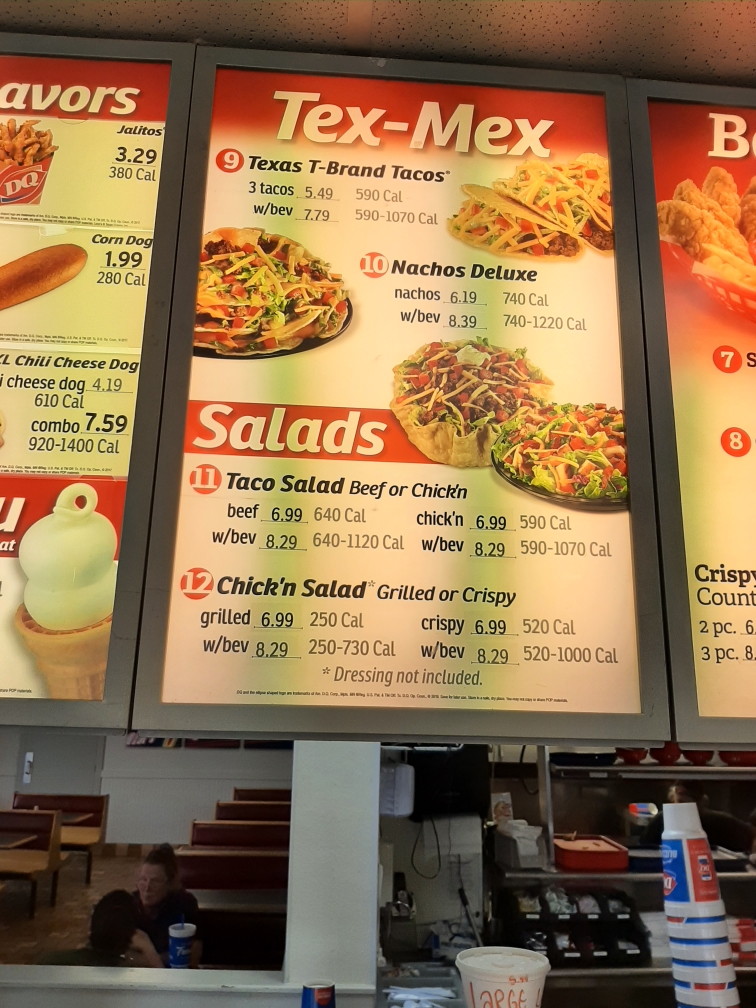 avors
Jalitos
3.29
380 Cal
DQ
Corn Dog
1.99
280 Cal
L Chili Cheese Dog
i cheese dog 4.19
610 Cal
combo 7.59
920-1400 Cal
u
at
Tex-Mex
9 Texas T-Brand Tacos®
3 tacos 5.49 590 Cal
w/bev 7.79 590-1070 Cal
10 Nachos Deluxe
nachos 6.19 740 Cal
w/bev 8.39 740-1220 Cal
Salads
11 Taco Salad Beef or Chick'n
beef 6.99 640 Cal chick'n 6.99 590 Cal
w/bev 8.29 640-1120 Cal w/bev 8.29 590-1070 Cal
12 Chick'n Salad* Grilled or Crispy
grilled 6.99 250 Cal crispy 6.99 520 Cal
w/bev 8.29 250-730 Cal w/bev 8.29 520-1000 Cal
* Dressing not included.
7 S
8
Crispy
Count
2 pc. 6.
3 pc. 8.
LARGE